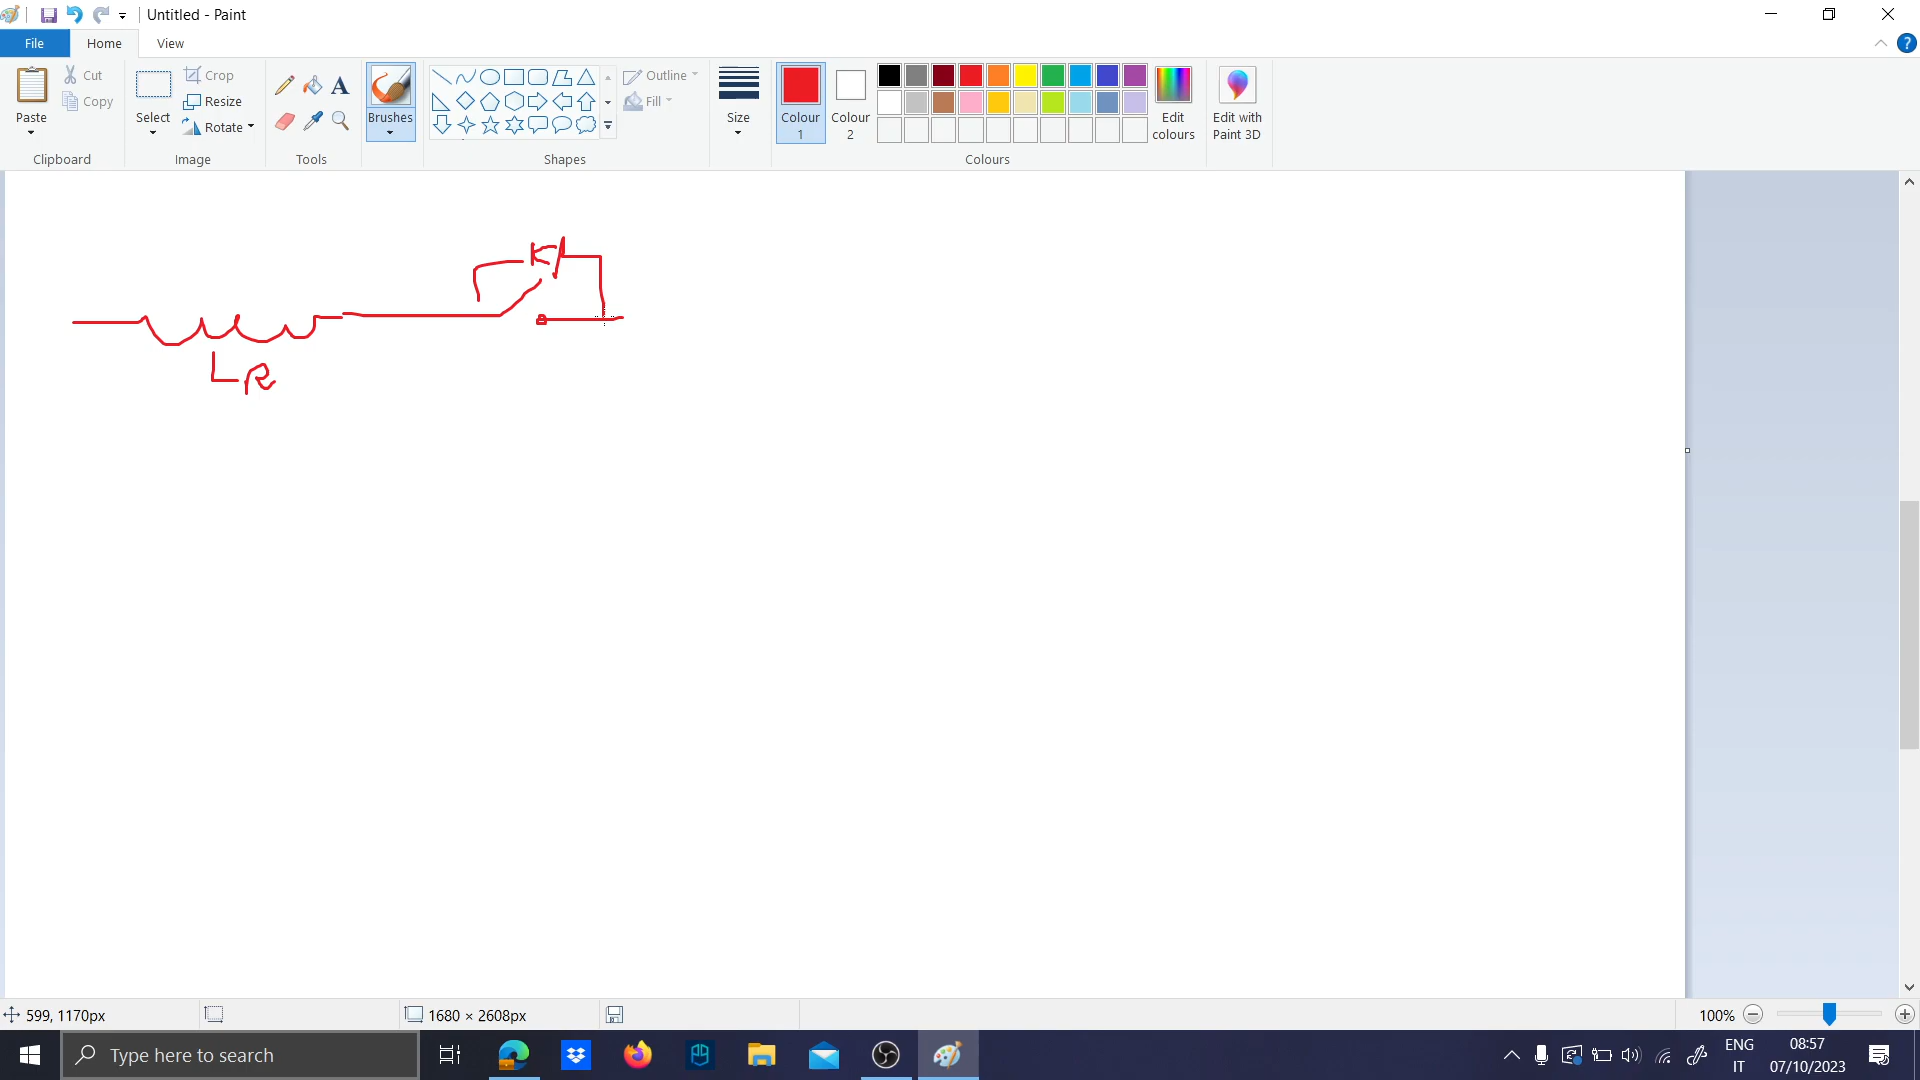 Untitled - Paint
File
Home
View
Paste
Cut
Copy
Clipboard
Select
Crop
Resize
Rotate
Image
Tools
Brushes
Shapes
Outline
Fill
Size
Colour
1
Colour
2
Colours
Edit
colours
Edit with
Paint 3D
LR
599, 1170px
1680 × 2608px
100%
Type here to search
ENG
IT
08:57
07/10/2023